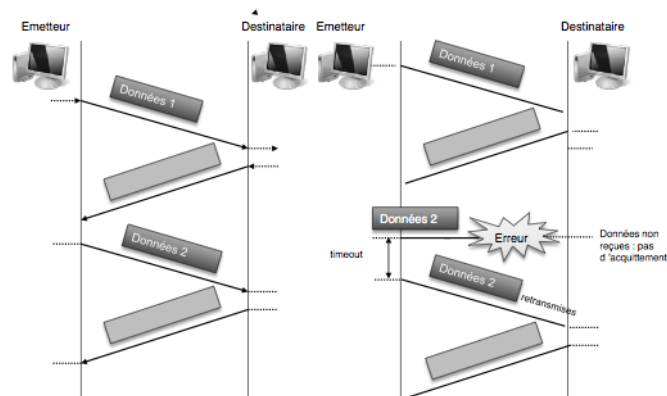 Emetteur
Destinataire
Emetteur
Destinataire
Données 1
Données 1
Données 2
Erreur
Données non
reçues : pas
d 'acquittement
timeout
Données 2
Données 2
retransmises